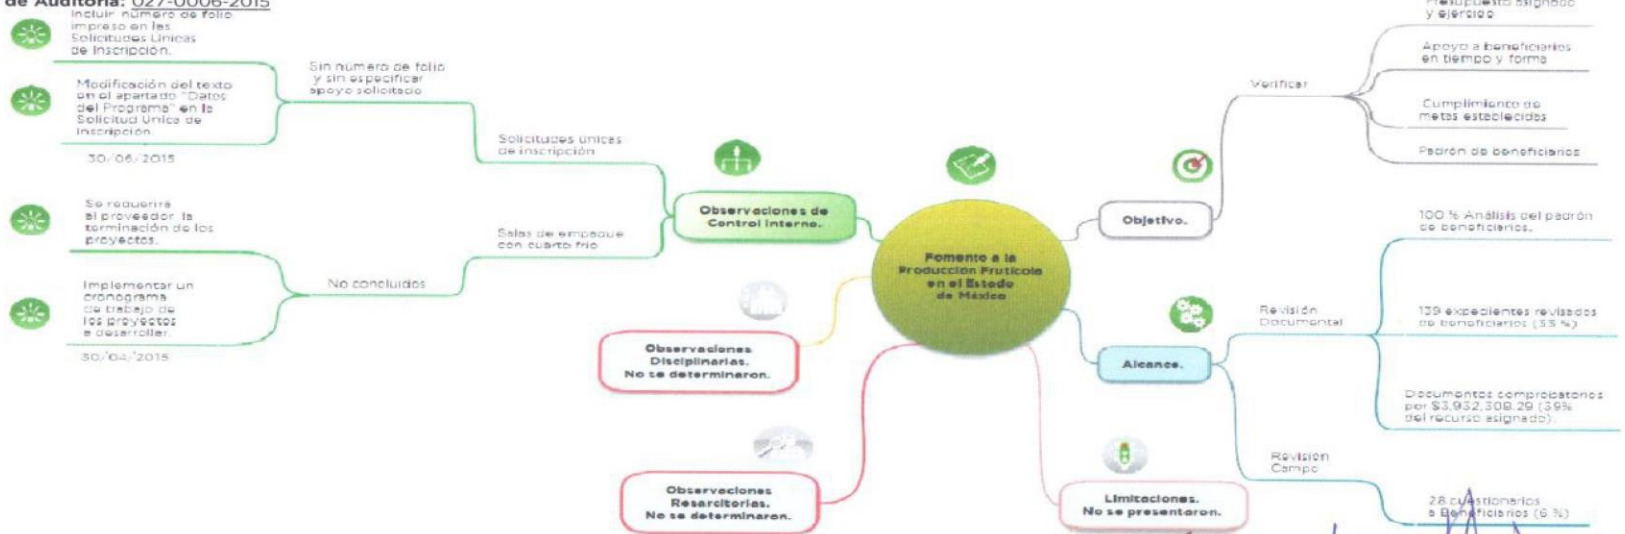 de Auditoría: 027-0006-2015
Incluir número de folio
impreso en las
Solicitudes Únicas
de Inscripción.
Modificación del texto
en el apartado "Datos
del Programa" en la
Solicitud Única de
Inscripción.
30/06/2015
Sin número de folio
y sin especificar
apoyo solicitado
Solicitudes únicas
de inscripción
Se requerirá
al proveedor la
terminación de los
proyectos.
Implementar un
cronograma
de trabajo de
los proyectos
a desarrollar.
30/04/2015
No concluidos
Salas de empaque
con cuarto frío
Observaciones de
Control Interno.
Observaciones
Disciplinarias.
No se determinaron.
Observaciones
Resarcitorias.
No se determinaron.
Fomento a la
Producción Frutícola
en el Estado
de México
Objetivo.
Verificar
Presupuesto asignado
y ejercido
Apoyo a beneficiarios
en tiempo y forma
Cumplimiento de
metas establecidas
Padrón de beneficiarios
Alcance.
Revisión
Documental
100 % Análisis del padrón
de beneficiarios.
139 expedientes revisados
de beneficiarios (33 %)
Documentos comprobatorios
por $3,932,308.29 (39%
del recurso asignado).
Revisión
Campo
28 cuestionarios
a Beneficiarios (6 %)
Limitaciones.
No se presentaron.